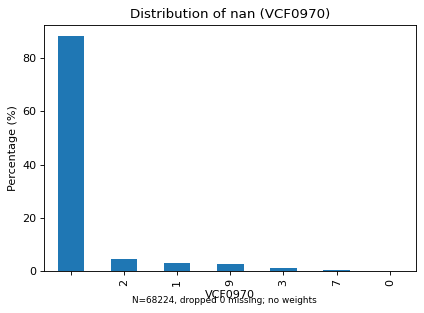 Distribution of nan (VCF0970)
Percentage (%)
80
60
40
20
0
2
1
9
3
7
0
VCF0970
N=68224, dropped 0 missing; no weights